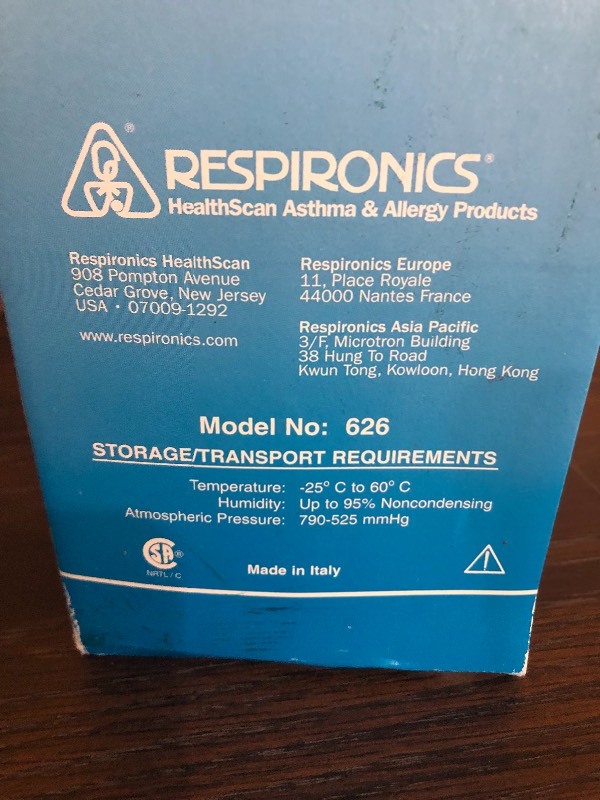 RESPIRONICS®
HealthScan Asthma & Allergy Products
Respironics HealthScan
908 Pompton Avenue
Cedar Grove, New Jersey
USA • 07009-1292
www.respironics.com
Respironics Europe
11, Place Royale
44000 Nantes France
Respironics Asia Pacific
3/F, Microtron Building
38 Hung To Road
Kwun Tong, Kowloon, Hong Kong
Model No: 626
STORAGE/TRANSPORT REQUIREMENTS
Temperature: -25° C to 60° C
Humidity: Up to 95% Noncondensing
Atmospheric Pressure: 790-525 mmHg
SA®
NRTL/C
Made in Italy